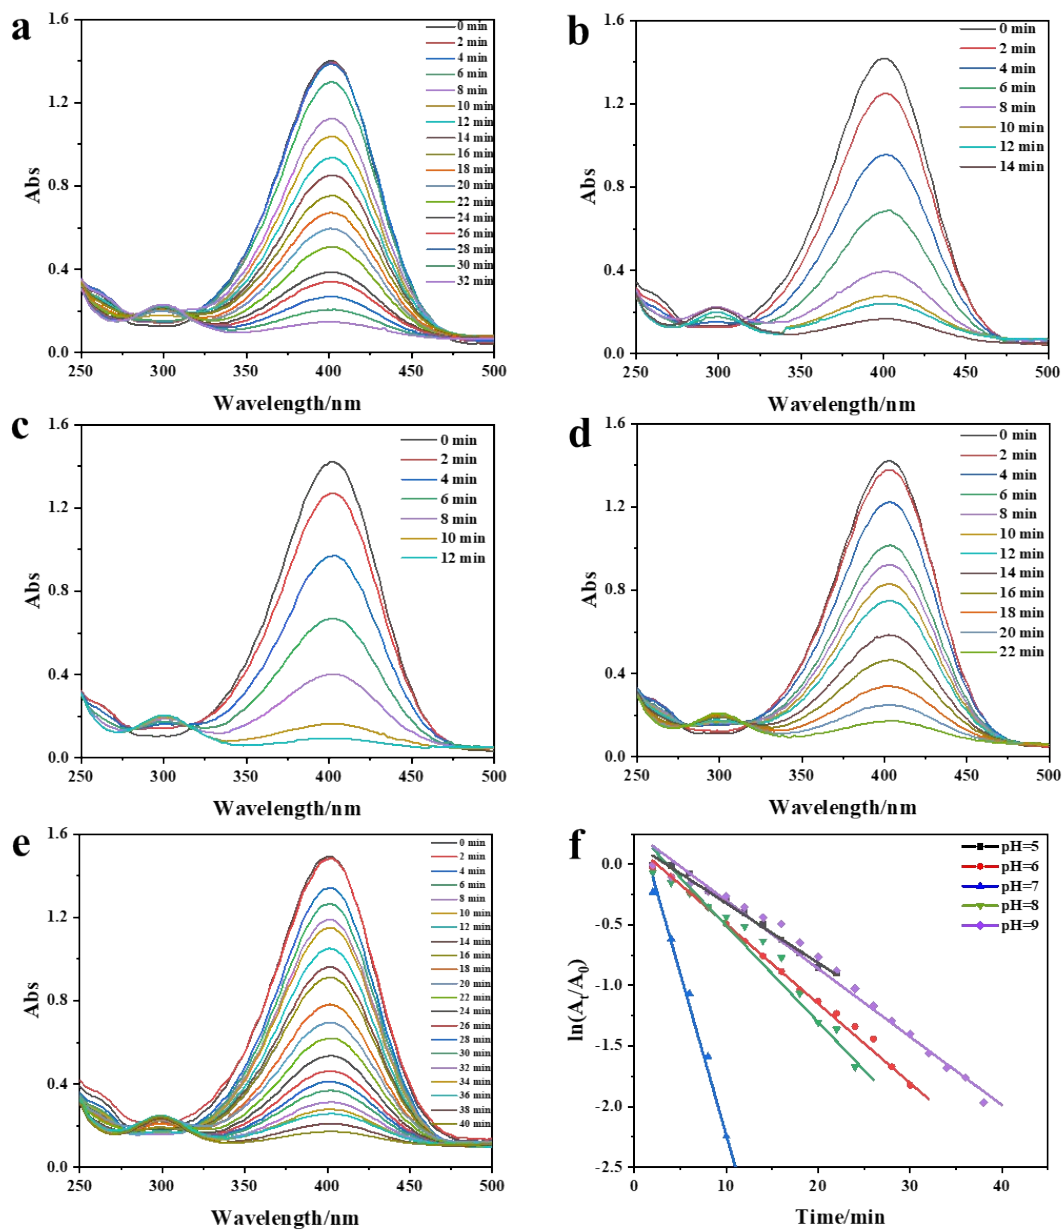 a
Abs
1.6
1.2
0.8
0.4
0.0
250 300 350 400 450 500
Wavelength/nm
0 min
2 min
4 min
6 min
8 min
10 min
12 min
14 min
16 min
18 min
20 min
22 min
24 min
26 min
28 min
30 min
32 min
b
Abs
1.6
1.2
0.8
0.4
0.0
250 300 350 400 450 500
Wavelength/nm
0 min
2 min
4 min
6 min
8 min
10 min
12 min
14 min
c
Abs
1.6
1.2
0.8
0.4
0.0
250 300 350 400 450 500
Wavelength/nm
0 min
2 min
4 min
6 min
8 min
10 min
12 min
d
Abs
1.6
1.2
0.8
0.4
0.0
250 300 350 400 450 500
Wavelength/nm
0 min
2 min
4 min
6 min
8 min
10 min
12 min
14 min
16 min
18 min
20 min
22 min
e
Abs
1.6
1.2
0.8
0.4
0.0
250 300 350 400 450 500
Wavelength/nm
0 min
2 min
4 min
6 min
8 min
10 min
12 min
14 min
16 min
18 min
20 min
22 min
24 min
26 min
28 min
30 min
32 min
34 min
36 min
38 min
40 min
f
ln(At/A0)
0.0
-0.5
-1.0
-1.5
-2.0
-2.5
0 10 20 30 40
Time/min
pH=5
pH=6
pH=7
pH=8
pH=9